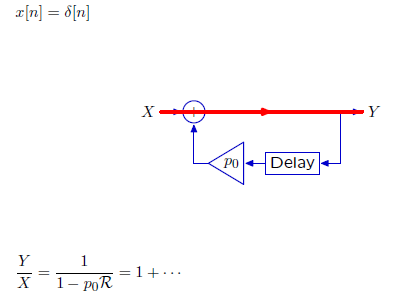 x[n] = δ[n]
X + Y
p₀ Delay
Y/X = 1/(1 − p₀ℛ) = 1 + ⋯